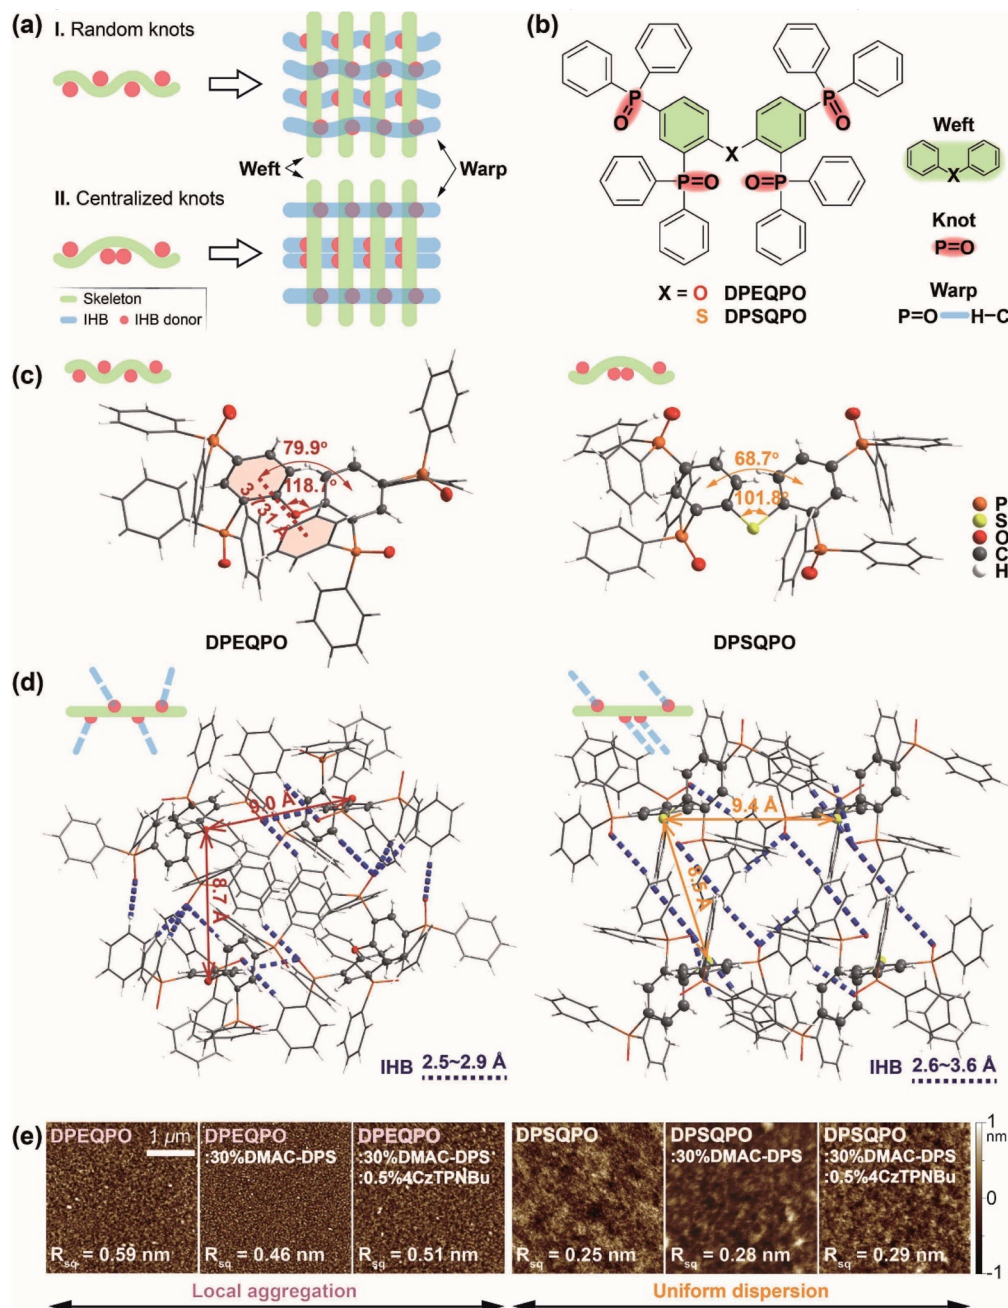 (a)
I. Random knots
Weft
Warp
II. Centralized knots
Skeleton
IHB
IHB donor
(b)
P
O
P
O
X
P=O
O=P
X = O DPEQPO
S DPSQPO
Weft
X
Knot
P=O
Warp
P=O
H–C
(c)
79.9°
118.7°
3.731 Å
DPEQPO
68.7°
101.8°
DPSQPO
P
S
O
C
H
(d)
9.0 Å
8.7 Å
IHB 2.5~2.9 Å
9.4 Å
8.5 Å
IHB 2.6~3.6 Å
(e)
DPEQPO
1 µm
Rsq = 0.59 nm
DPEQPO
:30%DMAC-DPS
Rsq = 0.46 nm
DPEQPO
:30%DMAC-DPS
:0.5%4CzTPNBu
Rsq = 0.51 nm
DPSQPO
Rsq = 0.25 nm
DPSQPO
:30%DMAC-DPS
Rsq = 0.28 nm
DPSQPO
:30%DMAC-DPS
:0.5%4CzTPNBu
Rsq = 0.29 nm
1
nm
0
-1
Local aggregation
Uniform dispersion